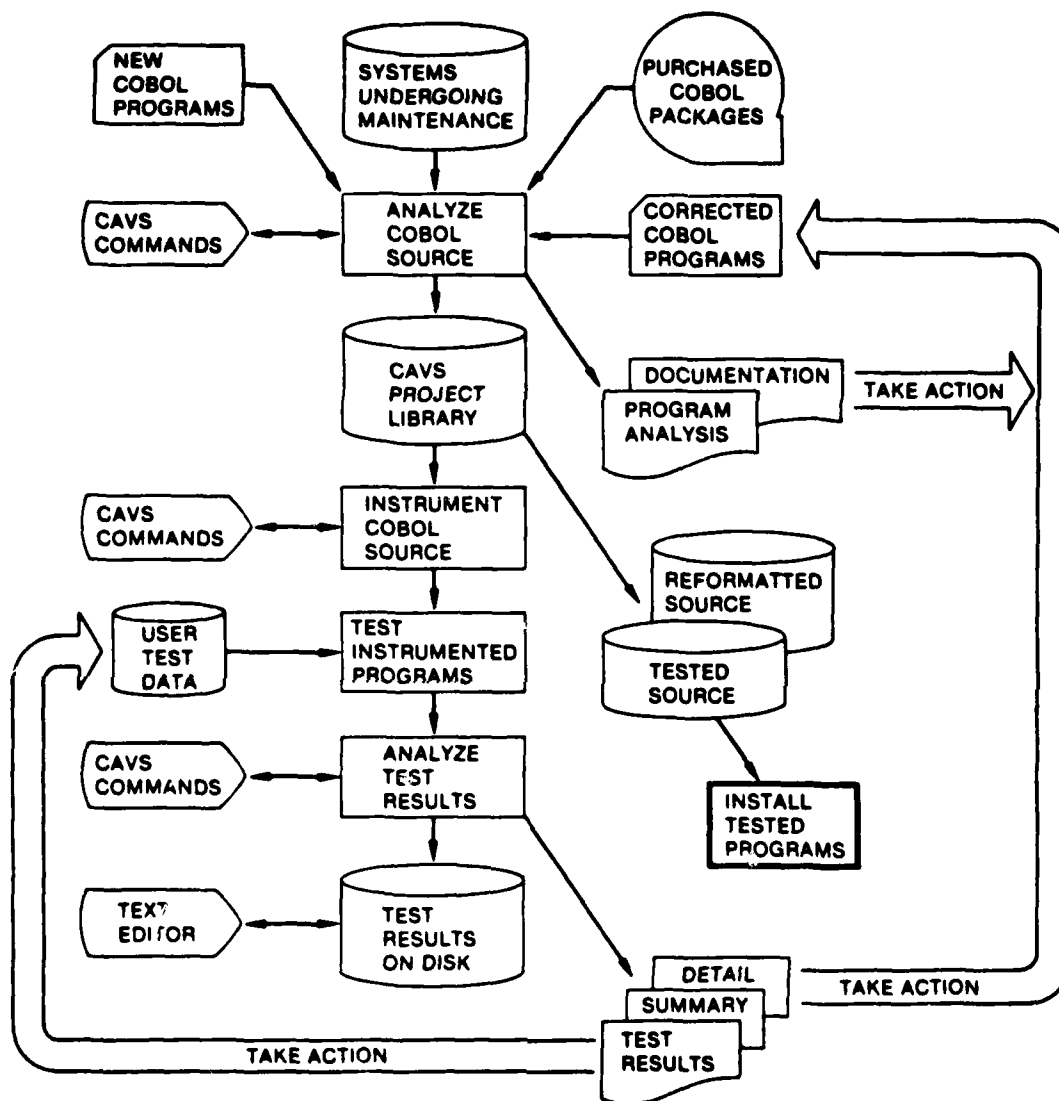 NEW
COBOL
PROGRAMS
SYSTEMS
UNDERGOING
MAINTENANCE
PURCHASED
COBOL
PACKAGES
CAVS
COMMANDS
ANALYZE
COBOL
SOURCE
CORRECTED
COBOL
PROGRAMS
CAVS
PROJECT
LIBRARY
DOCUMENTATION
PROGRAM
ANALYSIS
TAKE ACTION
CAVS
COMMANDS
INSTRUMENT
COBOL
SOURCE
REFORMATTED
SOURCE
TESTED
SOURCE
USER
TEST
DATA
TEST
INSTRUMENTED
PROGRAMS
CAVS
COMMANDS
ANALYZE
TEST
RESULTS
INSTALL
TESTED
PROGRAMS
TEXT
EDITOR
TEST
RESULTS
ON DISK
DETAIL
SUMMARY
TEST
RESULTS
TAKE ACTION
TAKE ACTION